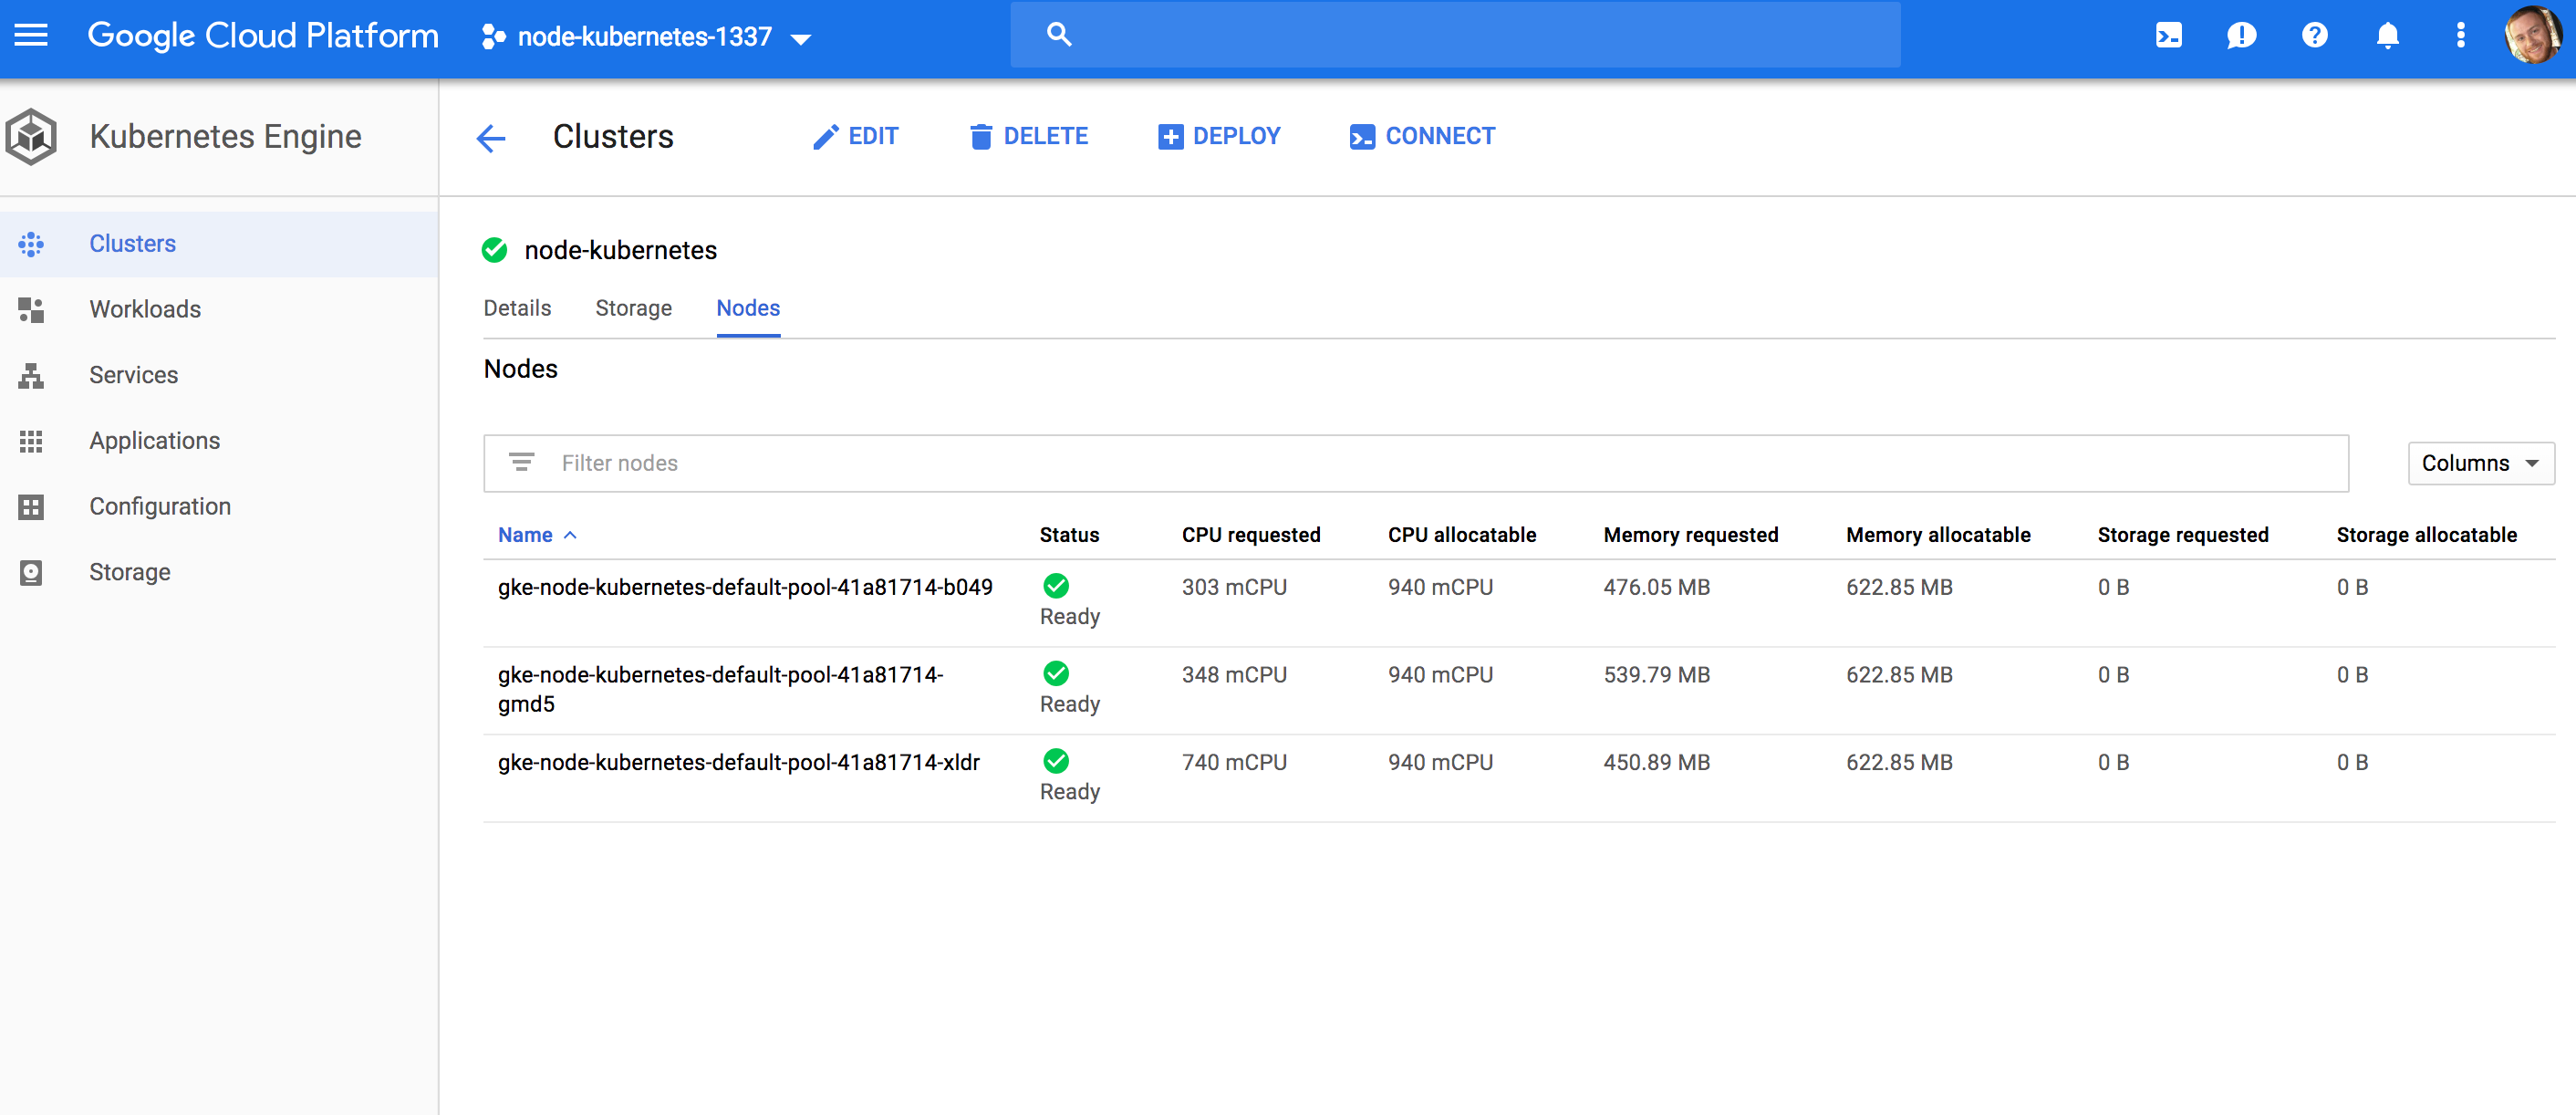 Google Cloud Platform node-kubernetes-1337
Kubernetes Engine
Clusters EDIT DELETE DEPLOY CONNECT
Clusters
Workloads
Services
Applications
Configuration
Storage
node-kubernetes
Details Storage Nodes
Nodes
Filter nodes Columns
Name Status CPU requested CPU allocatable Memory requested Memory allocatable Storage requested Storage allocatable
gke-node-kubernetes-default-pool-41a81714-b049 Ready 303 mCPU 940 mCPU 476.05 MB 622.85 MB 0 B 0 B
gke-node-kubernetes-default-pool-41a81714-
gmd5 Ready 348 mCPU 940 mCPU 539.79 MB 622.85 MB 0 B 0 B
gke-node-kubernetes-default-pool-41a81714-xldr Ready 740 mCPU 940 mCPU 450.89 MB 622.85 MB 0 B 0 B